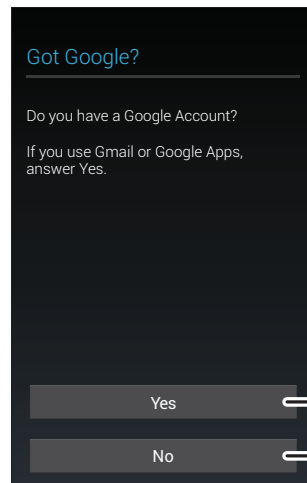 Got Google?
Do you have a Google Account?
If you use Gmail or Google Apps,
answer Yes.
Yes
No